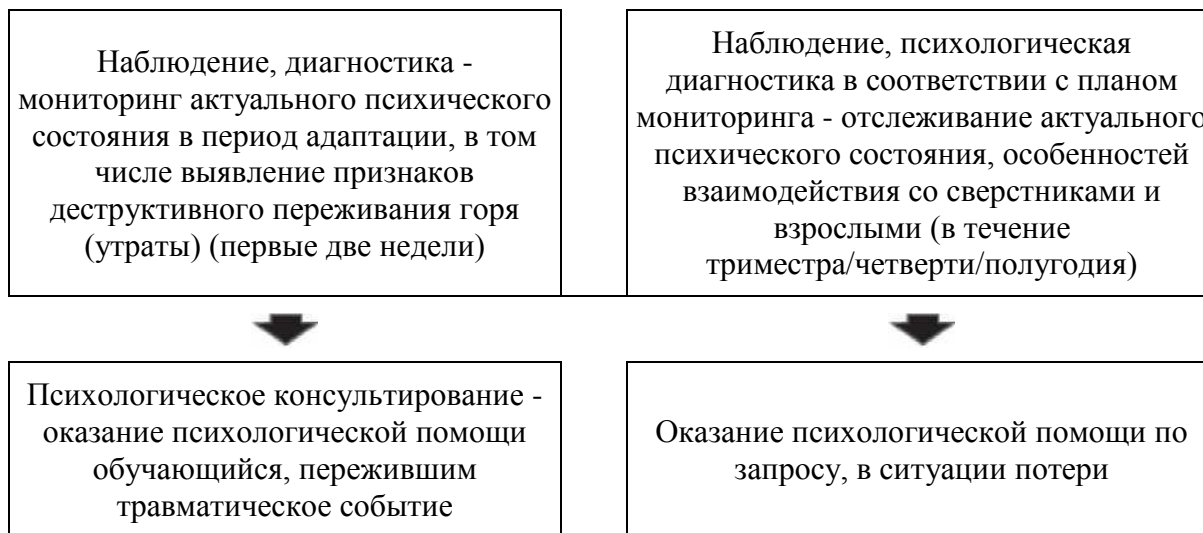 Наблюдение, диагностика -
мониторинг актуального психического
состояния в период адаптации, в том
числе выявление признаков
деструктивного переживания горя
(утраты) (первые две недели)
Наблюдение, психологическая
диагностика в соответствии с планом
мониторинга - отслеживание актуального
психического состояния, особенностей
взаимодействия со сверстниками и
взрослыми (в течение
триместра/четверти/полугодия)
Психологическое консультирование -
оказание психологической помощи
обучающийся, пережившим
травматическое событие
Оказание психологической помощи по
запросу, в ситуации потери